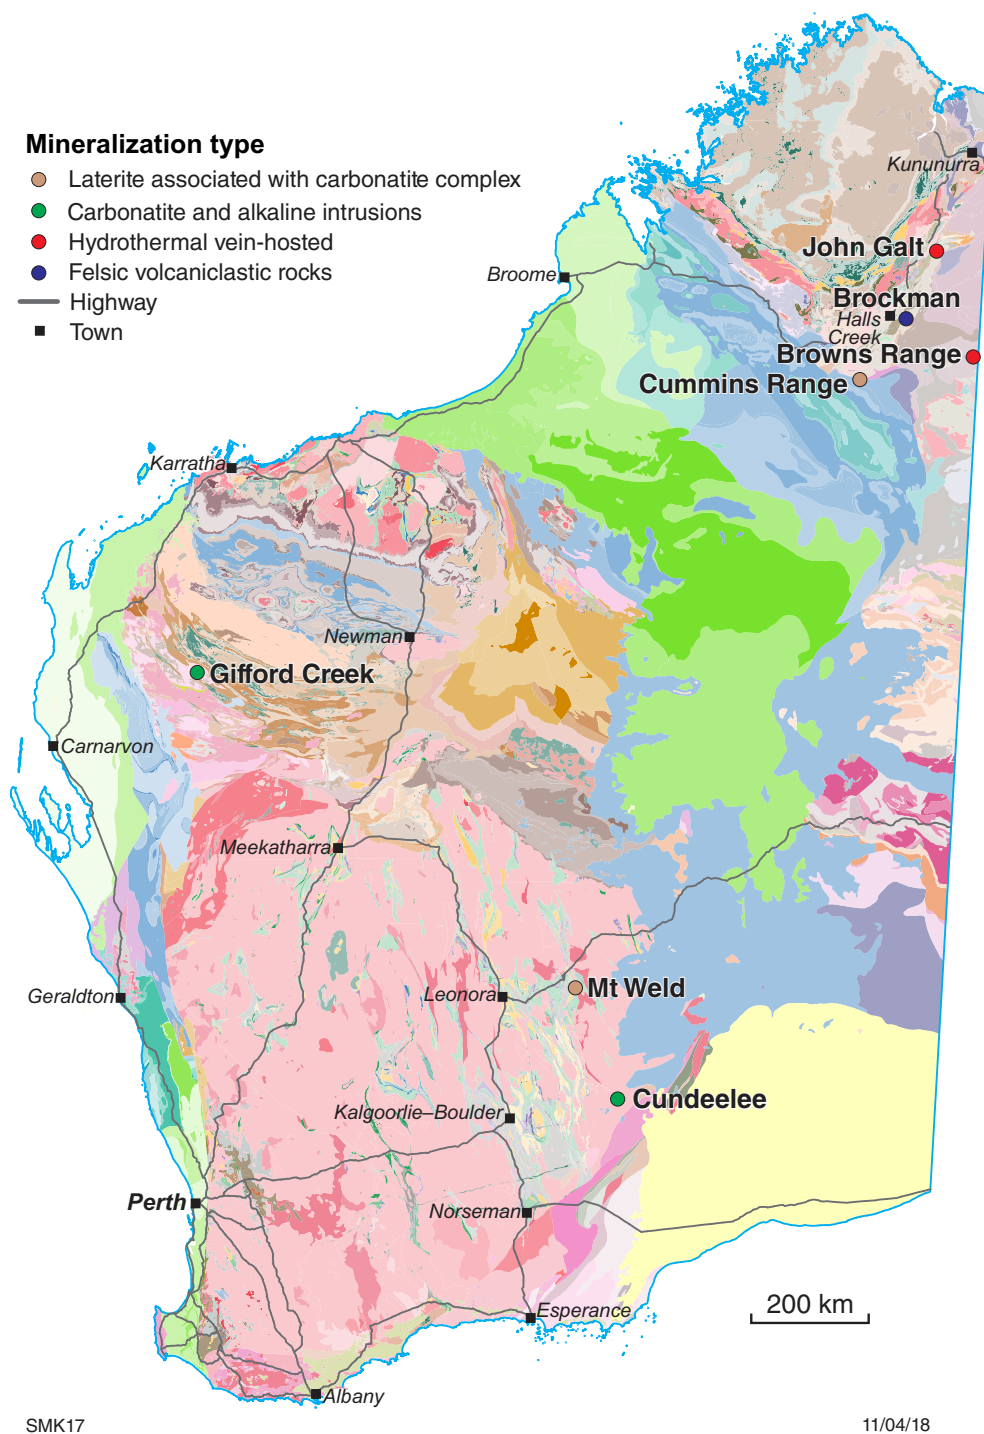 Mineralization type
Laterite associated with carbonatite complex
Carbonatite and alkaline intrusions
Hydrothermal vein-hosted
Felsic volcaniclastic rocks
Highway
Town
Kununurra
John Galt
Broome
Brockman
Halls
Creek
Browns Range
Cummins Range
Karratha
Newman
Gifford Creek
Carnarvon
Meekatharra
Geraldton
Leonora
Mt Weld
Cundeelee
Kalgoorlie–Boulder
Perth
Norseman
200 km
Esperance
Albany
SMK17
11/04/18